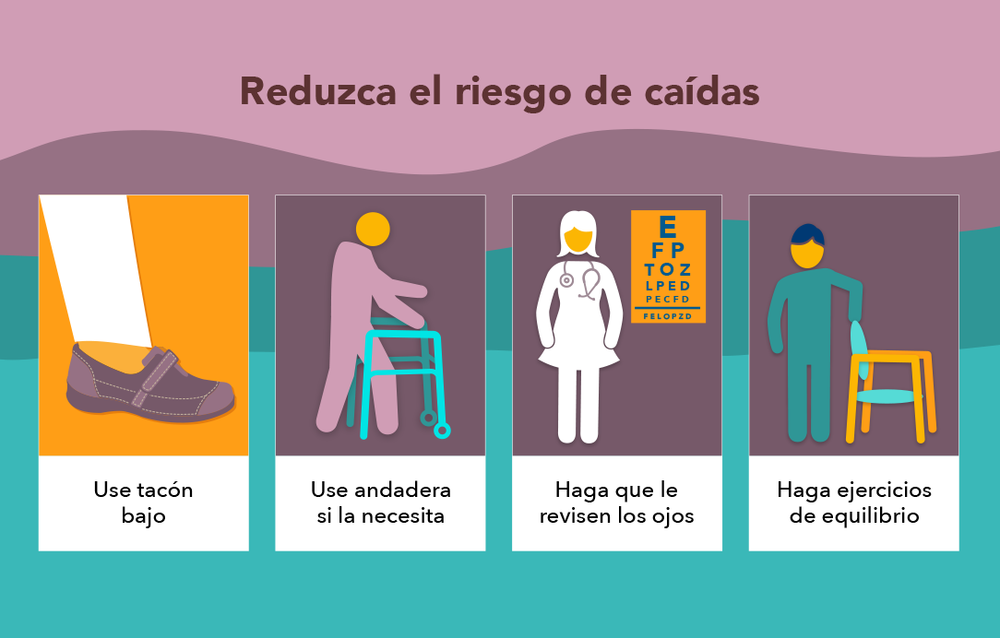 Reduzca el riesgo de caídas
E
F P
T O Z
L P E D
P E C F D
F E L O P Z D
Use tacón
bajo
Use andadera
si la necesita
Haga que le
revisen los ojos
Haga ejercicios
de equilibrio